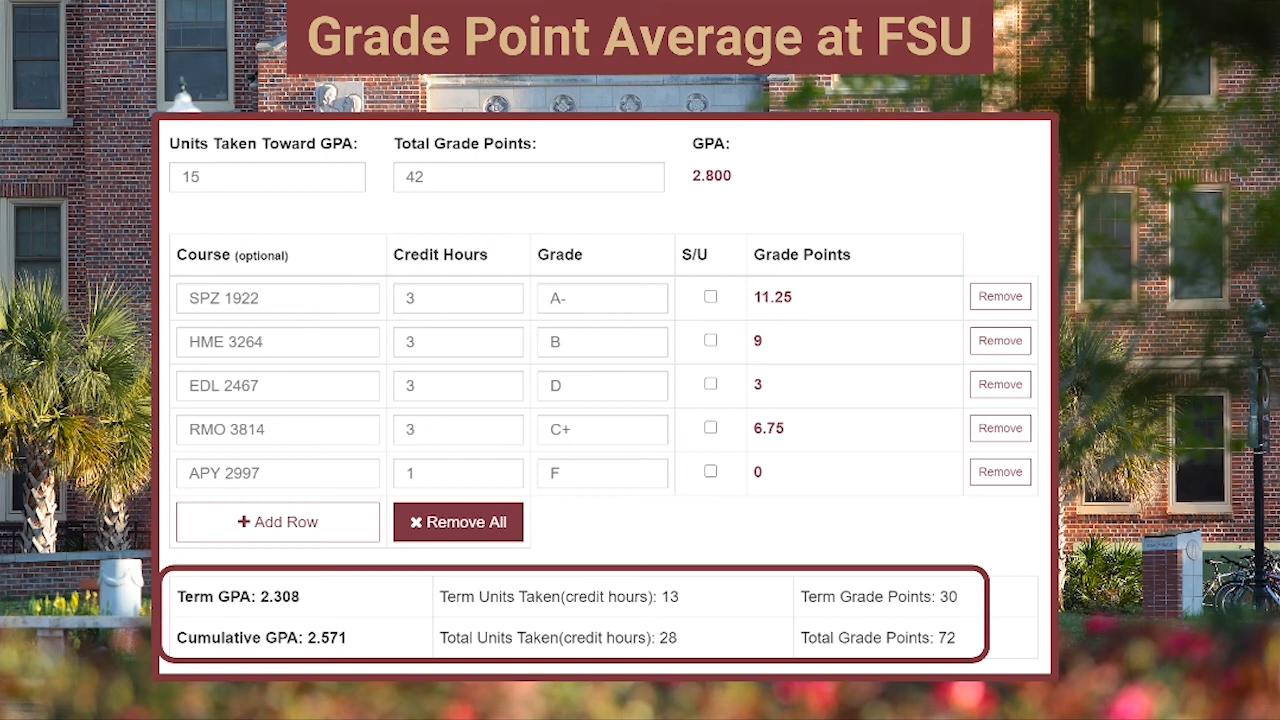 Grade Point Average at FSU
Units Taken Toward GPA: Total Grade Points: GPA:
15 42 2.800
Course (optional) Credit Hours Grade S/U Grade Points
SPZ 1922 3 A- 11.25 Remove
HME 3264 3 B 9 Remove
EDL 2467 3 D 3 Remove
RMO 3814 3 C+ 6.75 Remove
APY 2997 1 F 0 Remove
+ Add Row ✖ Remove All
Term GPA: 2.308 Term Units Taken(credit hours): 13 Term Grade Points: 30
Cumulative GPA: 2.571 Total Units Taken(credit hours): 28 Total Grade Points: 72